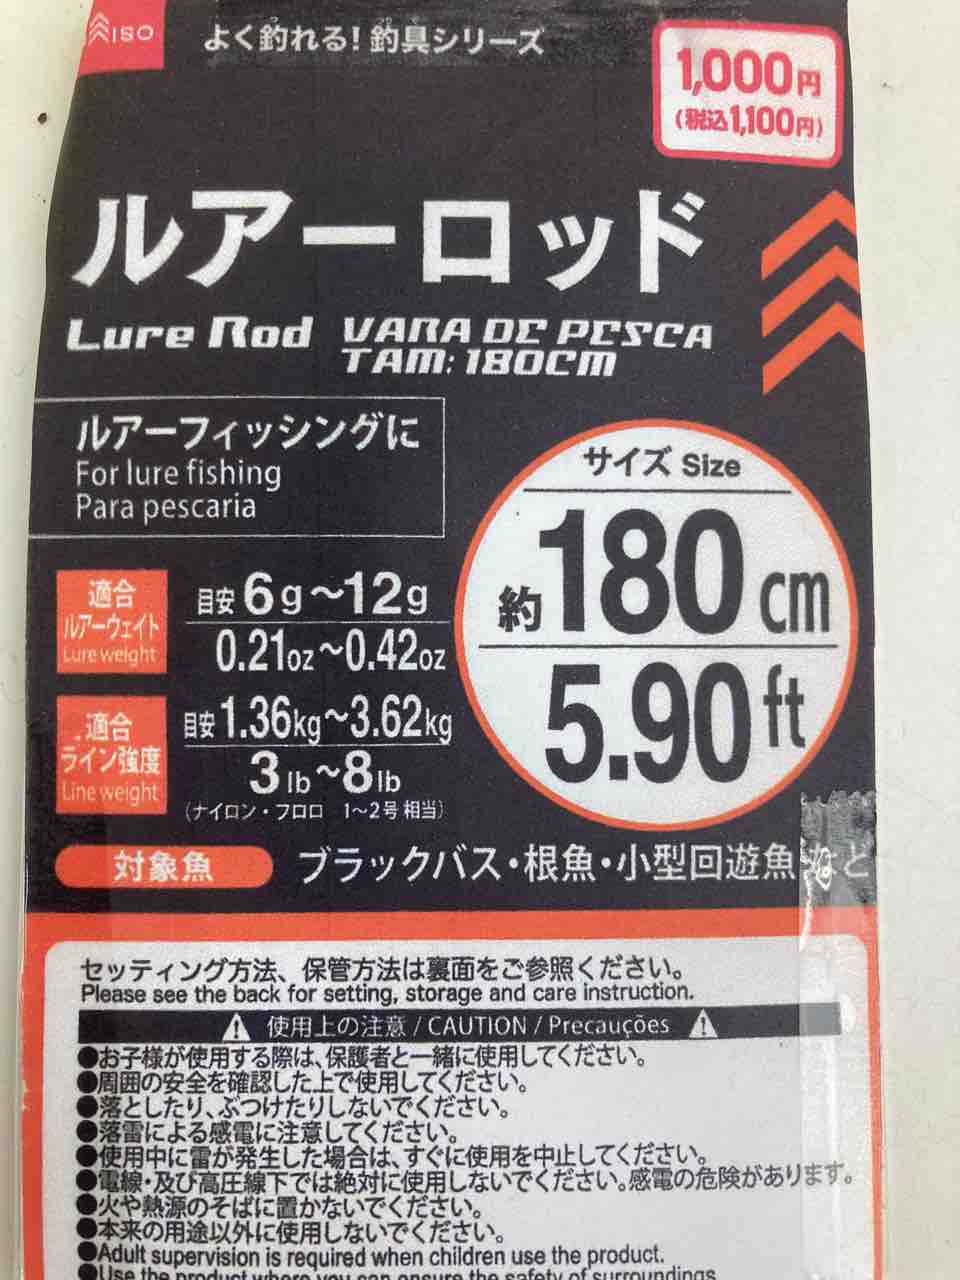 ISO
よく釣れる!釣具シリーズ
1,000円
(税込1,100円)
ルアーロッド
Lure Rod VARA DE PESCA
TAM: 180CM
ルアーフィッシングに
For lure fishing
Para pescaria
サイズ Size
約180cm
5.90ft
適合
ルアーウェイト
Lure weight
目安6g~12g
0.21oz~0.42oz
適合
ライン強度
Line weight
目安1.36kg~3.62kg
3lb~8lb
(ナイロン・フロロ 1~2号相当)
対象魚 ブラックバス・根魚・小型回遊魚など
セッティング方法、保管方法は裏面をご参照ください。
Please see the back for setting, storage and care instruction.
使用上の注意 / CAUTION / Precauções
●お子様が使用する際は、保護者と一緒に使用してください。
●周囲の安全を確認した上で使用してください。
●落としたり、ぶつけたりしないでください。
●落雷による感電に注意してください。
●使用中に雷が発生した場合は、すぐに使用を中止してください。
●電線・及び高圧線下では絶対に使用しないでください。感電の危険があります。
●火や熱源のそばに置かないでください。
●本来の用途以外に使用しないでください。
●Adult supervision is required when children use the product.
●Use the product where you can ensure the safety of surroundings.